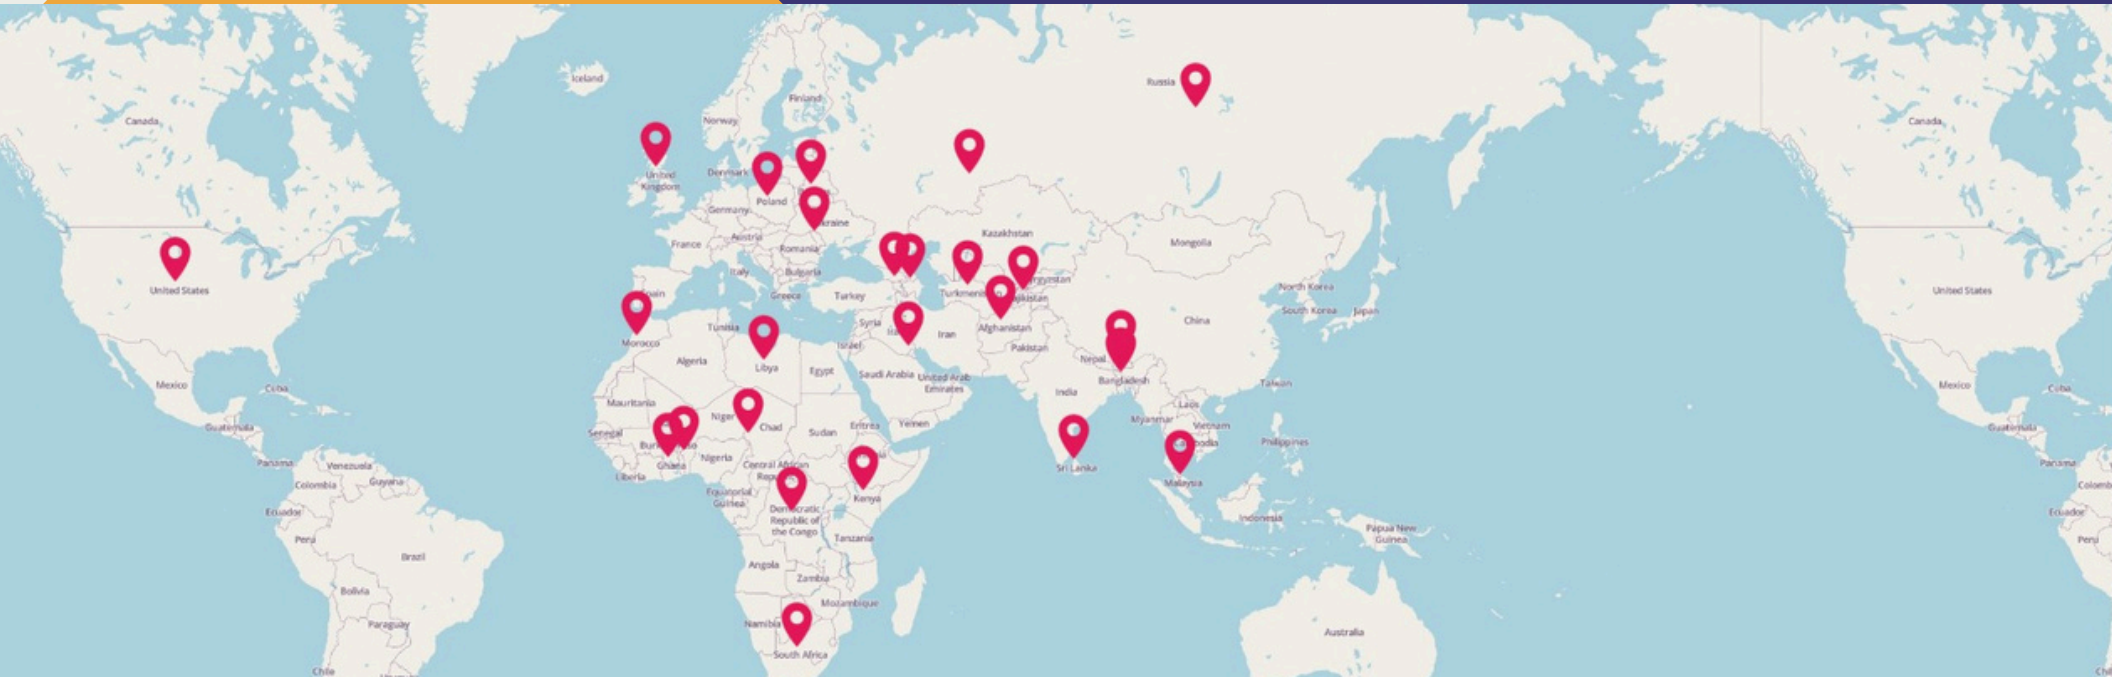 Iceland
Russia
Finland
Canada
Canada
Norway
United
Kingdom
Denmark
Poland
Germany
kraine
Kazakhstan
Austria
France
Romania
Mongolia
Italy
Bulgaria
rgyzstan
North Korea
United States
United States
Spain
Greece
Turkey
Turkmenis
ajikistan
South Korea
Japan
China
Syria
Tunisia
Afghanistan
Iran
Morocco
Israel
Pakistan
Algeria
Nepal
Libya
Egypt
Saudi Arabia
United Arab
Emirates
Bangladesh
Taiwan
Mexico
Mexico
Cuba
Cuba
India
Mauritania
Laos
Niger
Chad
Myanmar
Yemen
Eritrea
Vietnam
Guatemala
Guatemala
Senegal
Sudan
Philippines
Nigeria
Ghana
Central African
Panama
Panama
Venezuela
Sri Lanka
Liberia
Guyana
Colombia
Colomb
Malaysia
Equatorial
Guinea
Kenya
Ecuador
Ecuador
Democratic
Republic of
the Congo
Indonesia
Papua New
Guinea
Peru
Peru
Tanzania
Brazil
Angola
Zambia
Bolivia
Mozambique
Paraguay
Namibia
Australia
South Africa
Chile